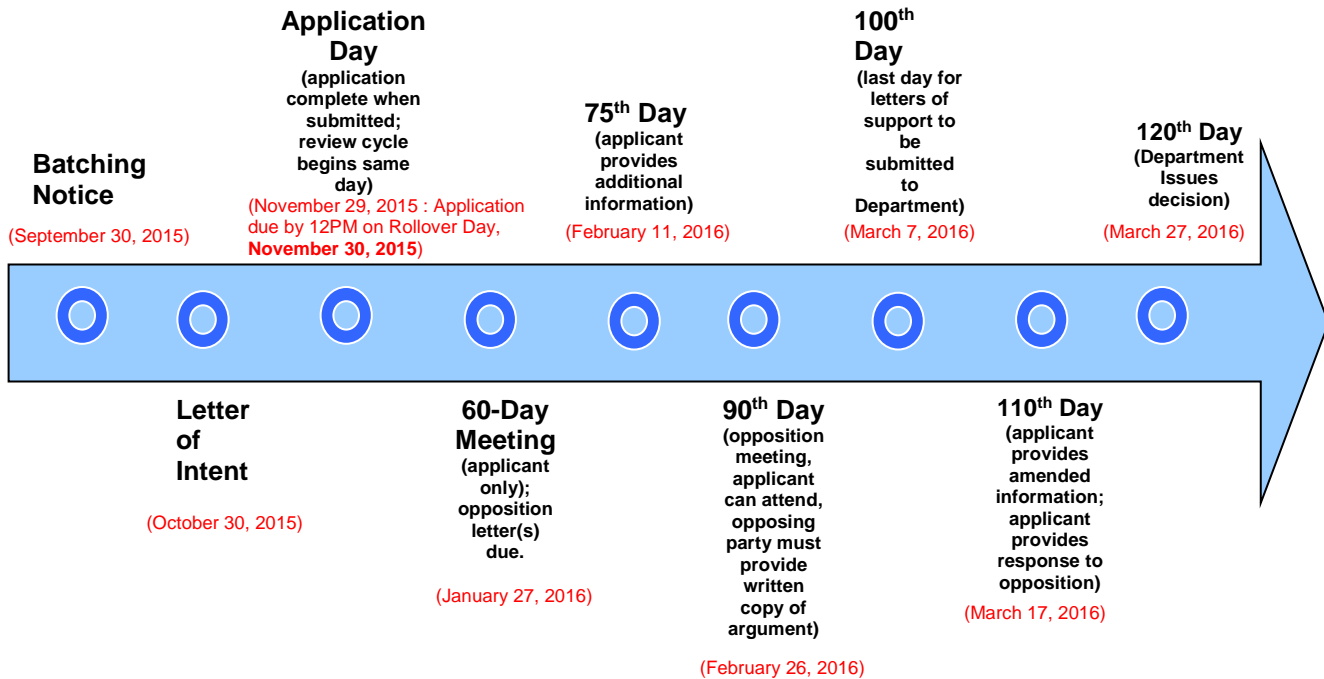 Batching
Notice
(September 30, 2015)
Letter
of
Intent
(October 30, 2015)
Application
Day
(application
complete when
submitted;
review cycle
begins same
day)
(November 29, 2015 : Application
due by 12PM on Rollover Day,
November 30, 2015)
60-Day
Meeting
(applicant
only);
opposition
letter(s)
due.
(January 27, 2016)
75th Day
(applicant
provides
additional
information)
(February 11, 2016)
90th Day
(opposition
meeting,
applicant
can attend,
opposing
party must
provide
written
copy of
argument)
(February 26, 2016)
100th
Day
(last day for
letters of
support to
be
submitted
to
Department)
(March 7, 2016)
110th Day
(applicant
provides
amended
information;
applicant
provides
response to
opposition)
(March 17, 2016)
120th Day
(Department
Issues
decision)
(March 27, 2016)